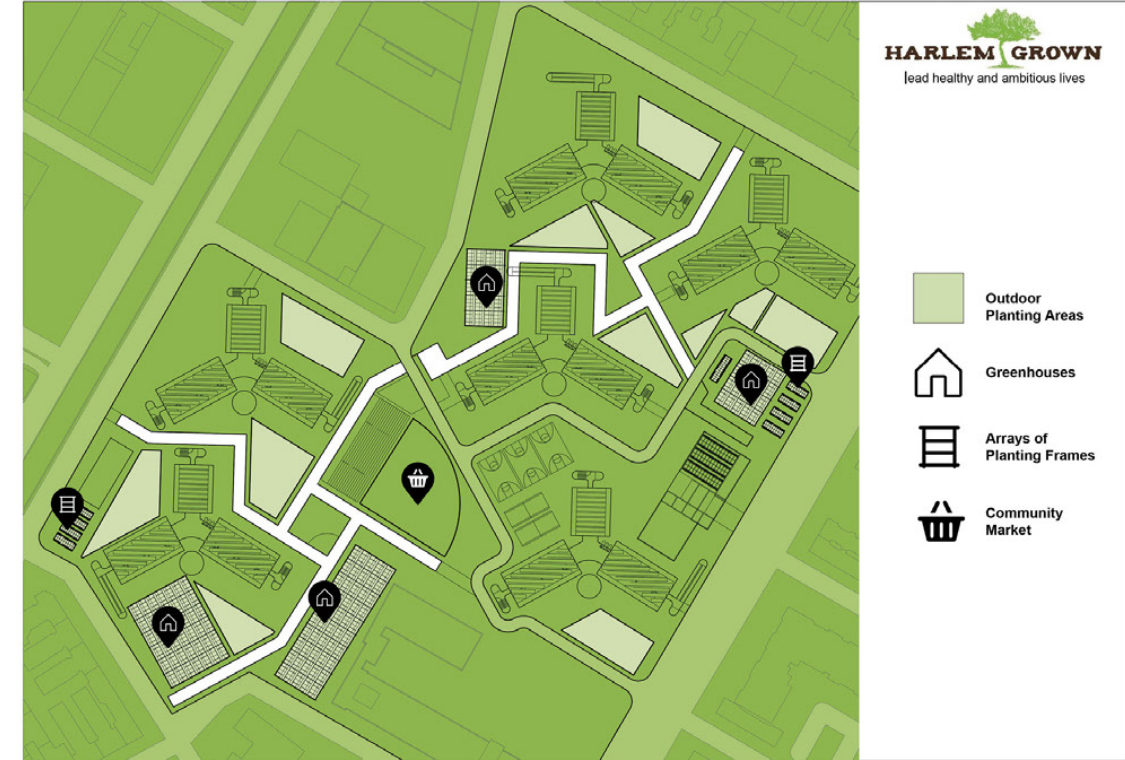 HARLEM GROWN
lead healthy and ambitious lives
Outdoor
Planting Areas
Greenhouses
Arrays of
Planting Frames
Community
Market